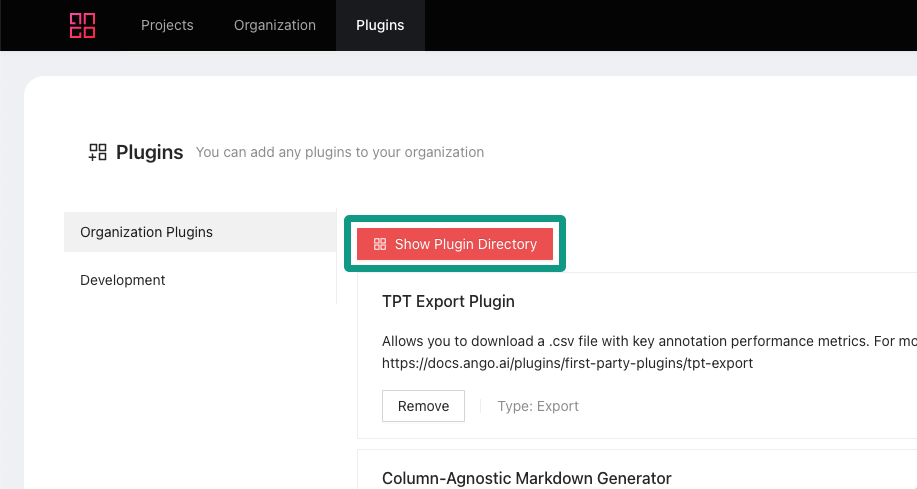 Projects Organization Plugins
Plugins You can add any plugins to your organization
Organization Plugins
Development
Show Plugin Directory
TPT Export Plugin
Allows you to download a .csv file with key annotation performance metrics. For
https://docs.ango.ai/plugins/first-party-plugins/tpt-export
Remove Type: Export
Column-Agnostic Markdown Generator